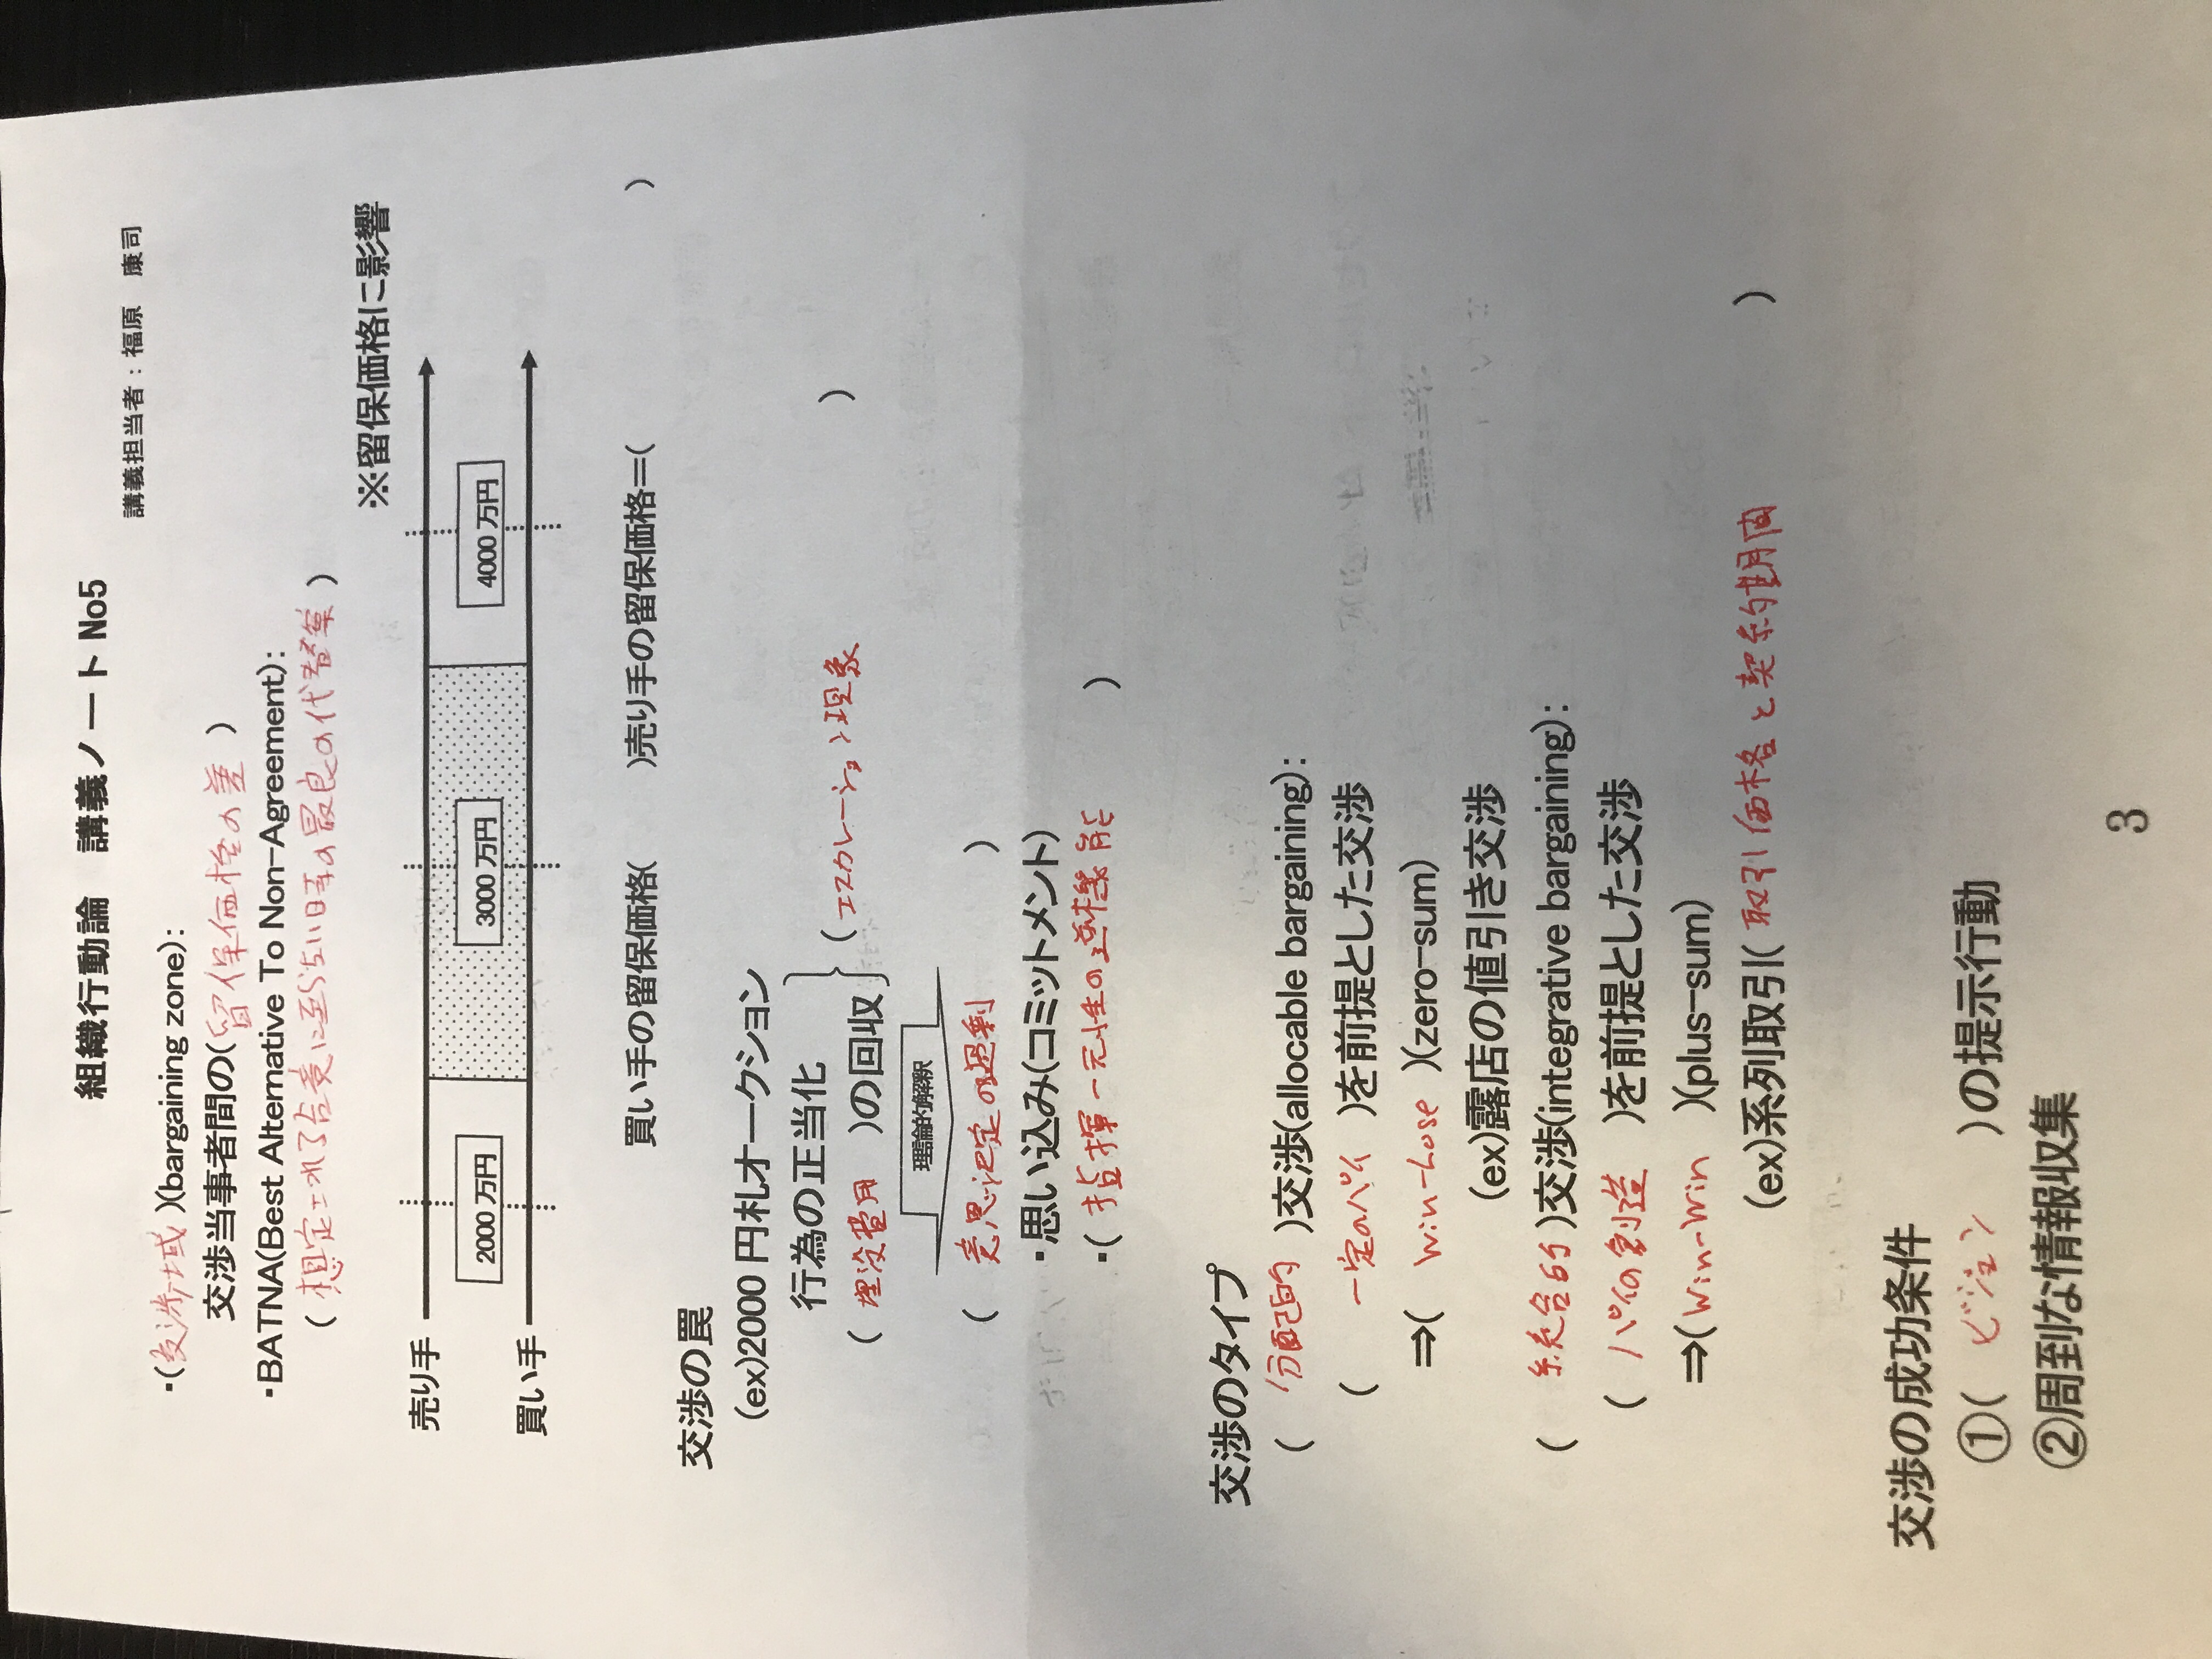 組織行動論　講義ノート No5
講義担当者：福原　康司
・(交渉域)(bargaining zone):
交渉当事者間の(留保価格の差)
・BATNA(Best Alternative To Non-Agreement):
(想定される合意に至らない時の最良の代替案)
※留保価格に影響
売り手
2000 万円 3000 万円 4000 万円
買い手
買い手の留保価格(　　)売り手の留保価格＝(　　　　　　)
交渉の罠
(ex)2000 円札オークション
行為の正当化
(埋没費用)の回収
(エスカレーション現象)
理論的解釈
(意思決定の過剰)
・思い込み(コミットメント)
・(指揮一元性の逆機能)
交渉のタイプ
(分配的)交渉(allocable bargaining):
(一定のパイ)を前提とした交渉
⇒(Win-Lose)(zero-sum)
(ex)露店の値引き交渉
(統合的)交渉(integrative bargaining):
(パイの創造)を前提とした交渉
⇒(Win-Win)(plus-sum)
(ex)系列取引(取引価格と契約期間)
交渉の成功条件
①(ビジョン)の提示行動
②周到な情報収集
3